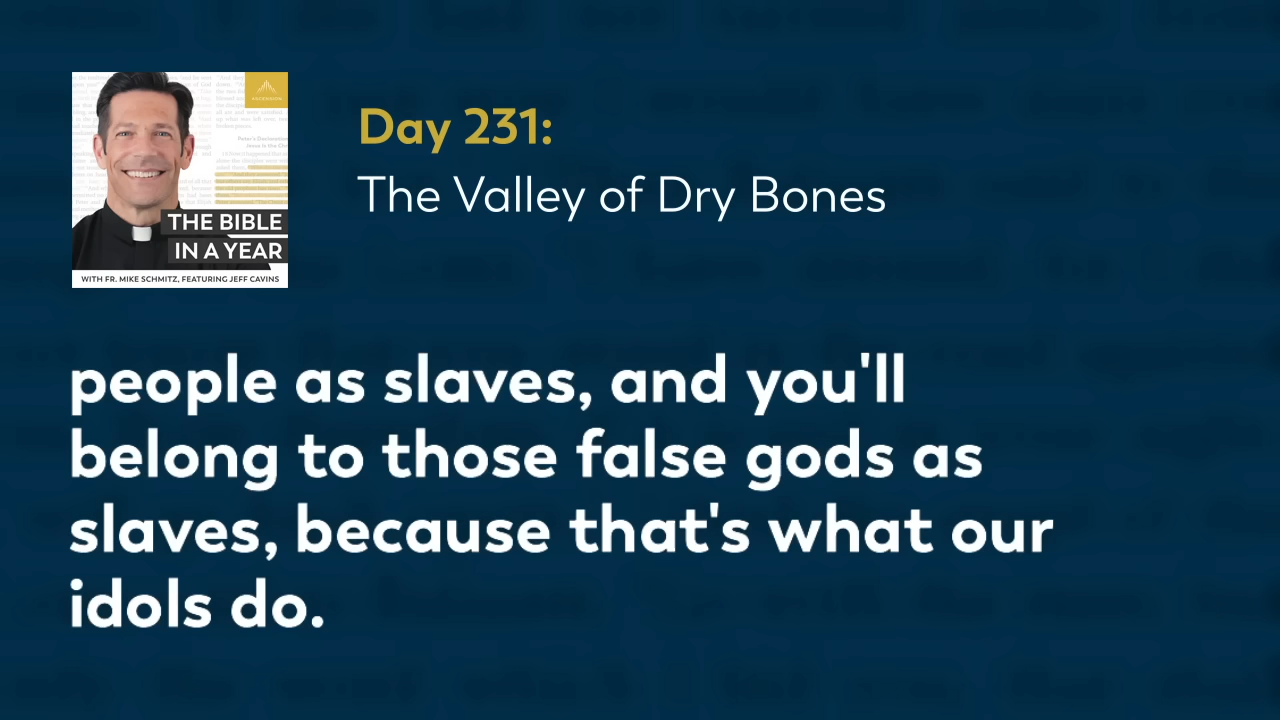 ASCENSION
THE BIBLE
IN A YEAR
WITH FR. MIKE SCHMITZ, FEATURING JEFF CAVINS
Day 231:
The Valley of Dry Bones
people as slaves, and you'll
belong to those false gods as
slaves, because that's what our
idols do.